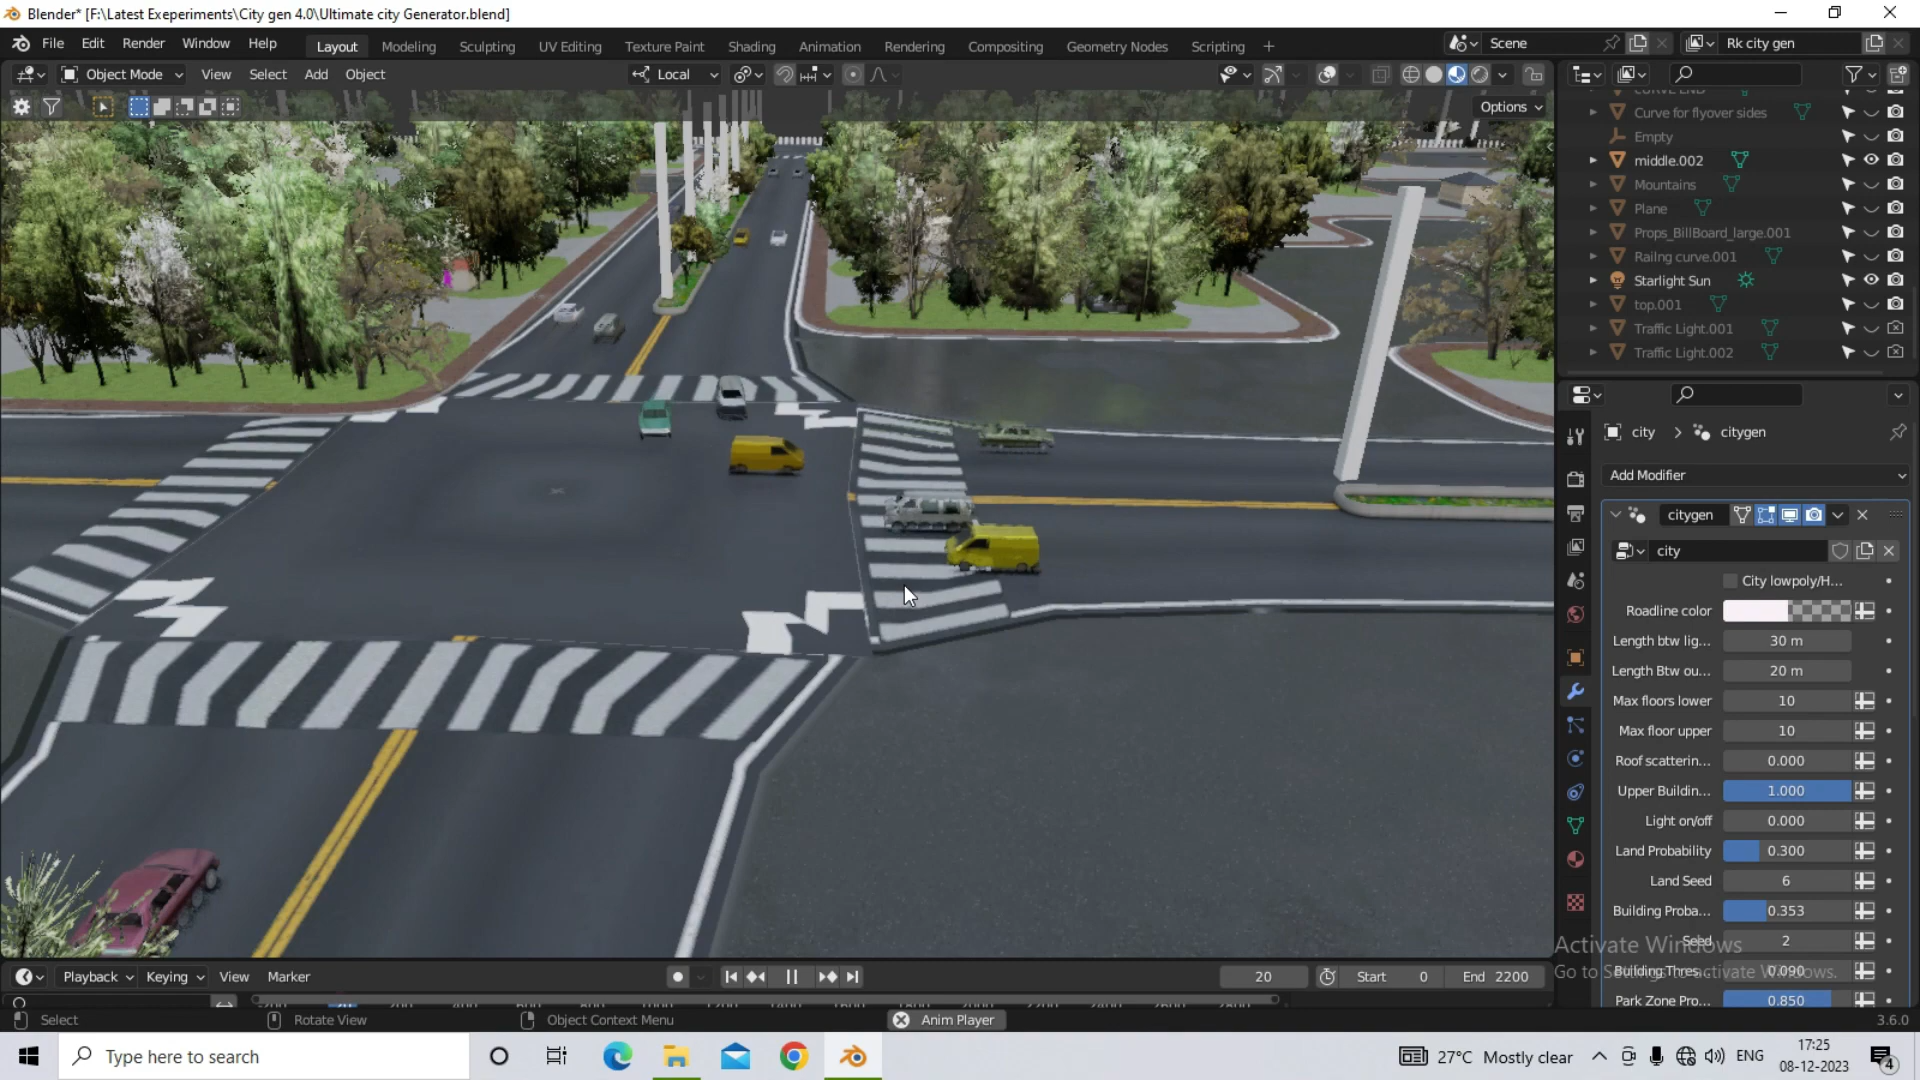 Blender* [F:\Latest Exeperiments\City gen 4.0\Ultimate city Generator.blend]
File Edit Render Window Help Layout Modeling Sculpting UV Editing Texture Paint Shading Animation Rendering Compositing Geometry Nodes Scripting + Scene Rk city gen
Object Mode View Select Add Object Local
Options
CURVE END
Curve for flyover sides
Empty
middle.002
Mountains
Plane
Props_BillBoard_large.001
Railng curve.001
Starlight Sun
top.001
Traffic Light.001
Traffic Light.002
city > citygen
Add Modifier
citygen
city
City lowpoly/H...
Roadline color
Length btw lig... 30 m
Length Btw ou... 20 m
Max floors lower 10
Max floor upper 10
Roof scatterin... 0.000
Upper Buildin... 1.000
Light on/off 0.000
Land Probability 0.300
Land Seed 6
Building Proba... 0.353
Seed 2
Building Thres... 0.090
Park Zone Pro... 0.850
Activate Windows
Go to Settings to activate Windows.
Playback Keying View Marker 20 Start 0 End 2200
Select Rotate View Object Context Menu Anim Player 3.6.0
Type here to search 27°C Mostly clear ENG 17:25
08-12-2023 4